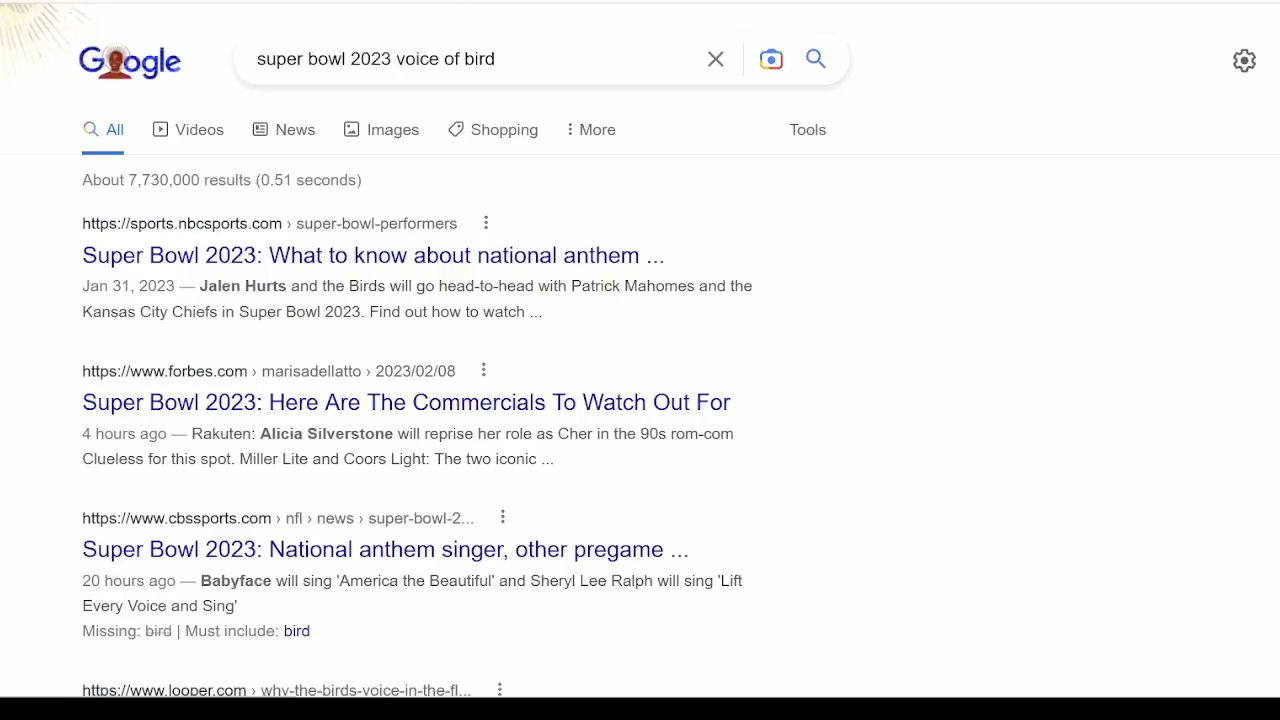 Google
super bowl 2023 voice of bird
All Videos News Images Shopping More Tools
About 7,730,000 results (0.51 seconds)
https://sports.nbcsports.com › super-bowl-performers
Super Bowl 2023: What to know about national anthem ...
Jan 31, 2023 — Jalen Hurts and the Birds will go head-to-head with Patrick Mahomes and the
Kansas City Chiefs in Super Bowl 2023. Find out how to watch ...
https://www.forbes.com › marisadellatto › 2023/02/08
Super Bowl 2023: Here Are The Commercials To Watch Out For
4 hours ago — Rakuten: Alicia Silverstone will reprise her role as Cher in the 90s rom-com
Clueless for this spot. Miller Lite and Coors Light: The two iconic ...
https://www.cbssports.com › nfl › news › super-bowl-2...
Super Bowl 2023: National anthem singer, other pregame ...
20 hours ago — Babyface will sing 'America the Beautiful' and Sheryl Lee Ralph will sing 'Lift
Every Voice and Sing'
Missing: bird | Must include: bird
https://www.looper.com › why-the-birds-voice-in-the-fl...